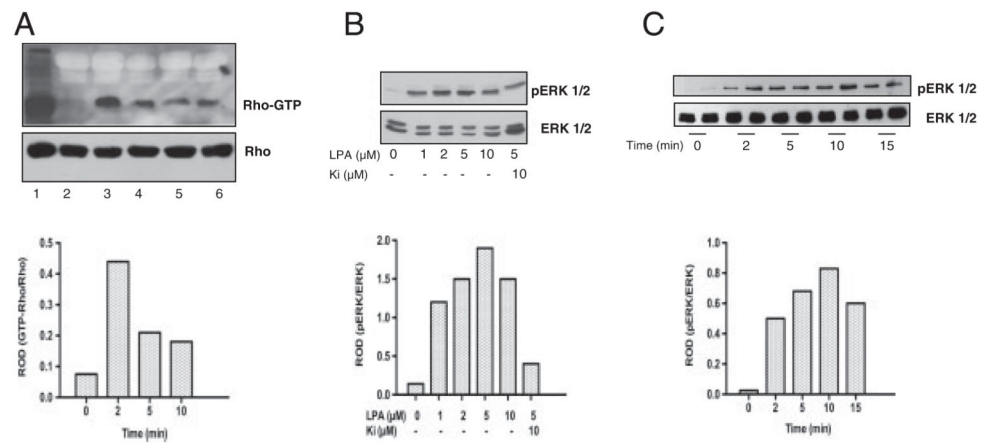 A
Rho-GTP
Rho
1 2 3 4 5 6
ROD (GTP-Rho/Rho)
0.5
0.4
0.3
0.2
0.1
0.0
0 2 5 10
Time (min)
B
pERK 1/2
ERK 1/2
LPA (µM) 0 1 2 5 10 5
Ki (µM) - - - - - 10
ROD (pERK/ERK)
2.0
1.5
1.0
0.5
0.0
LPA (µM) 0 1 2 5 10 5
Ki (µM) - - - - - 10
C
pERK 1/2
ERK 1/2
Time (min) 0 2 5 10 15
ROD (pERK/ERK)
1.0
0.8
0.6
0.4
0.2
0.0
0 2 5 10 15
Time (min)